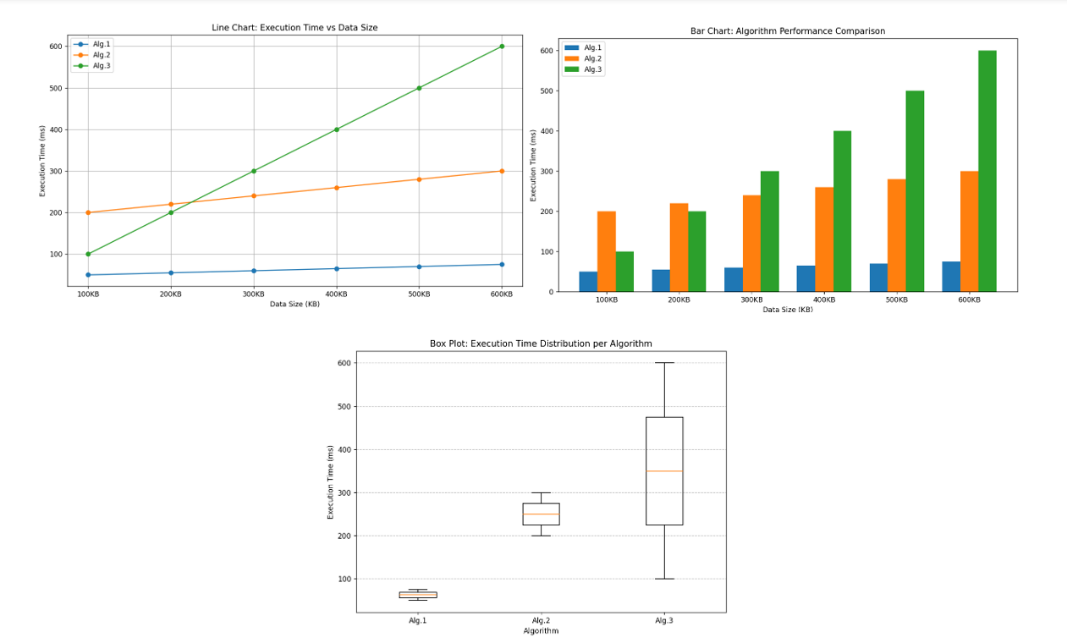 Line Chart: Execution Time vs Data Size
Alg.1
Alg.2
Alg.3
600
500
400
300
200
100
Execution Time (ms)
100KB 200KB 300KB 400KB 500KB 600KB
Data Size (KB)
Bar Chart: Algorithm Performance Comparison
Alg.1
Alg.2
Alg.3
600
500
400
300
200
100
0
Execution Time (ms)
100KB 200KB 300KB 400KB 500KB 600KB
Data Size (KB)
Box Plot: Execution Time Distribution per Algorithm
600
500
400
300
200
100
Execution Time (ms)
Alg.1 Alg.2 Alg.3
Algorithm